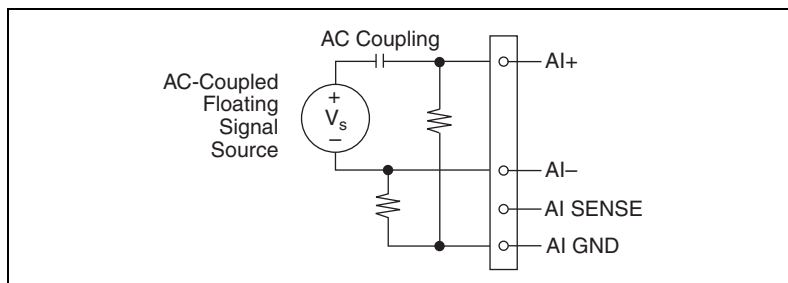 AC Coupling
AC-Coupled
Floating
Signal
Source
+
Vs
–
AI+
AI–
AI SENSE
AI GND